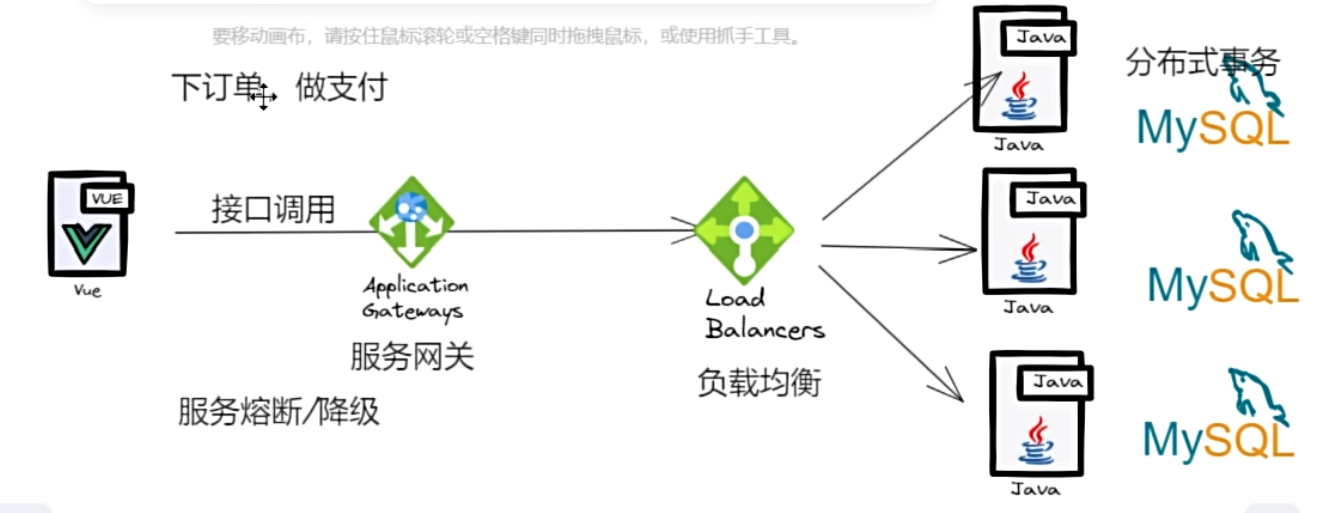 要移动画布，请按住鼠标滚轮或空格键同时拖拽鼠标，或使用抓手工具。
下订单、做支付
接口调用
VUE
Vue
Application
Gateways
服务网关
服务熔断/降级
Load
Balancers
负载均衡
Java
Java
分布式事务
MySQL
Java
Java
MySQL
Java
Java
MySQL